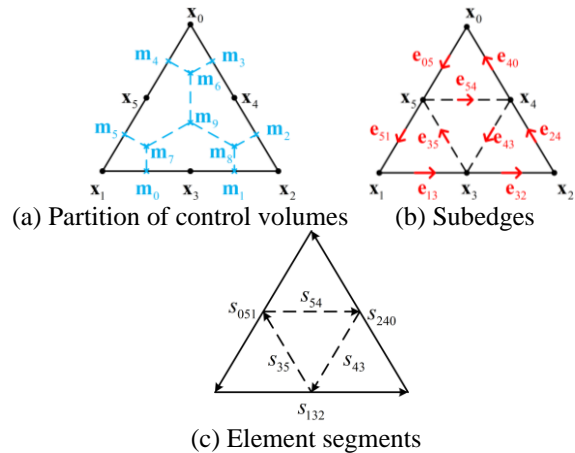 x₀
m₄ m₃
m₆
x₅ x₄
m₉
m₅ m₂
m₇ m₈
x₁ m₀ x₃ m₁ x₂
(a) Partition of control volumes
x₀
e₀₅ e₄₀
e₅₄
x₅ x₄
e₅₁ e₃₅ e₄₃ e₂₄
x₁ e₁₃ x₃ e₃₂ x₂
(b) Subedges
s₀₅₁ s₅₄ s₂₄₀
s₃₅ s₄₃
s₁₃₂
(c) Element segments